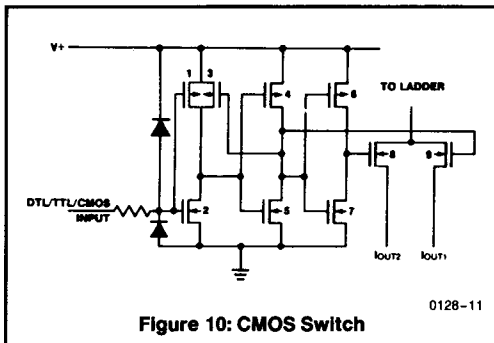 V+
1 3
4
6
TO LADDER
8
9
DTL/TTL/CMOS
INPUT
2
5
7
IOUT2
IOUT1
0128-11
Figure 10: CMOS Switch